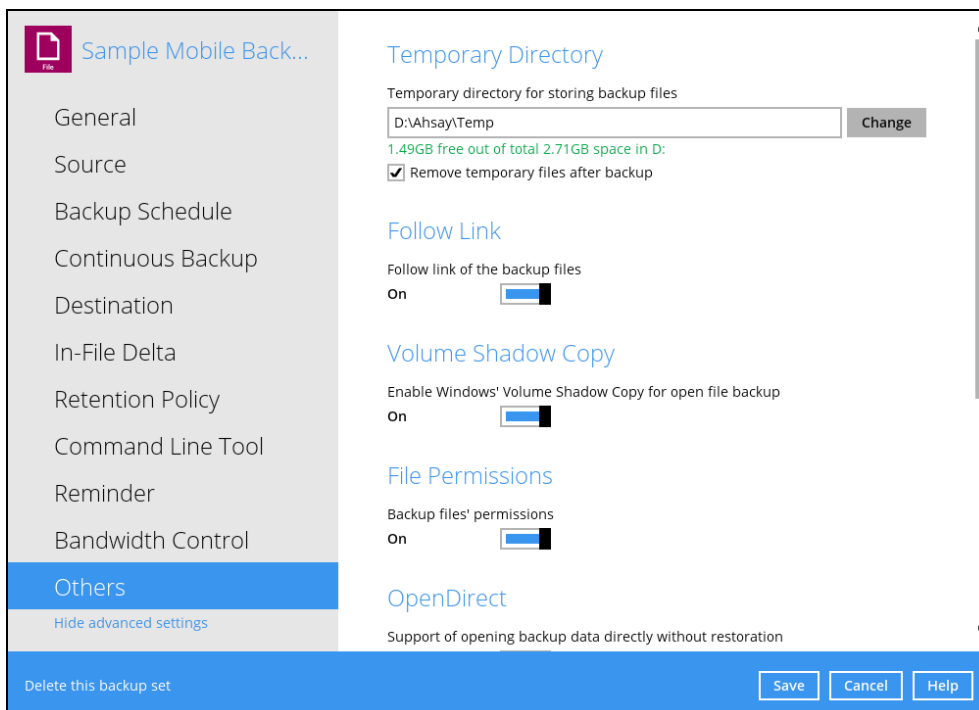 File
Sample Mobile Back...
General
Source
Backup Schedule
Continuous Backup
Destination
In-File Delta
Retention Policy
Command Line Tool
Reminder
Bandwidth Control
Others
Hide advanced settings
Temporary Directory
Temporary directory for storing backup files
D:\Ahsay\Temp
Change
1.49GB free out of total 2.71GB space in D:
Remove temporary files after backup
Follow Link
Follow link of the backup files
On
Volume Shadow Copy
Enable Windows' Volume Shadow Copy for open file backup
On
File Permissions
Backup files' permissions
On
OpenDirect
Support of opening backup data directly without restoration
Delete this backup set
Save
Cancel
Help